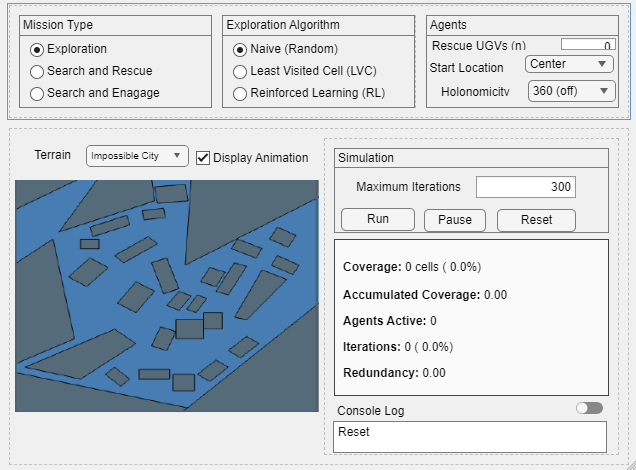 Mission Type
Exploration
Search and Rescue
Search and Enagage
Exploration Algorithm
Naive (Random)
Least Visited Cell (LVC)
Reinforced Learning (RL)
Agents
Rescue UGVs (n) 0
Start Location Center
Holonomicity 360 (off)
Terrain Impossible City Display Animation
Simulation
Maximum Iterations 300
Run Pause Reset
Coverage: 0 cells ( 0.0%)
Accumulated Coverage: 0.00
Agents Active: 0
Iterations: 0 ( 0.0%)
Redundancy: 0.00
Console Log
Reset